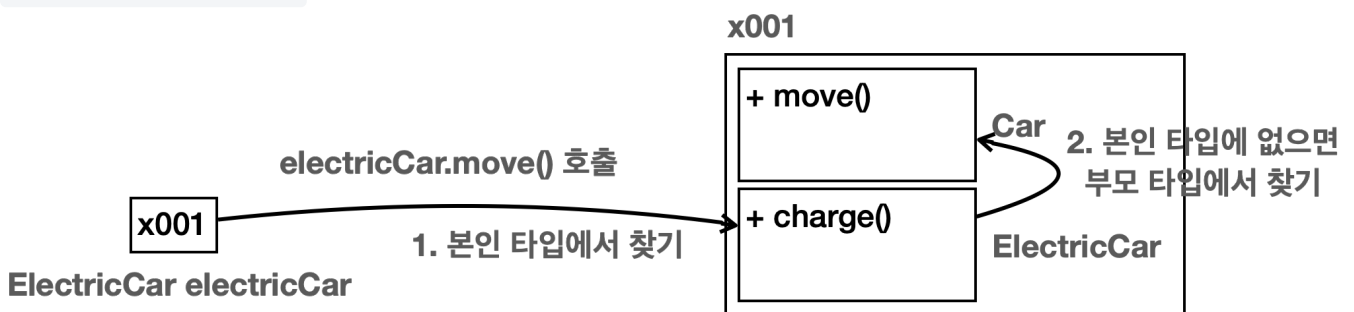 x001
+ move()
Car
2. 본인 타입에 없으면
부모 타입에서 찾기
electricCar.move() 호출
x001
+ charge()
1. 본인 타입에서 찾기
ElectricCar
ElectricCar electricCar